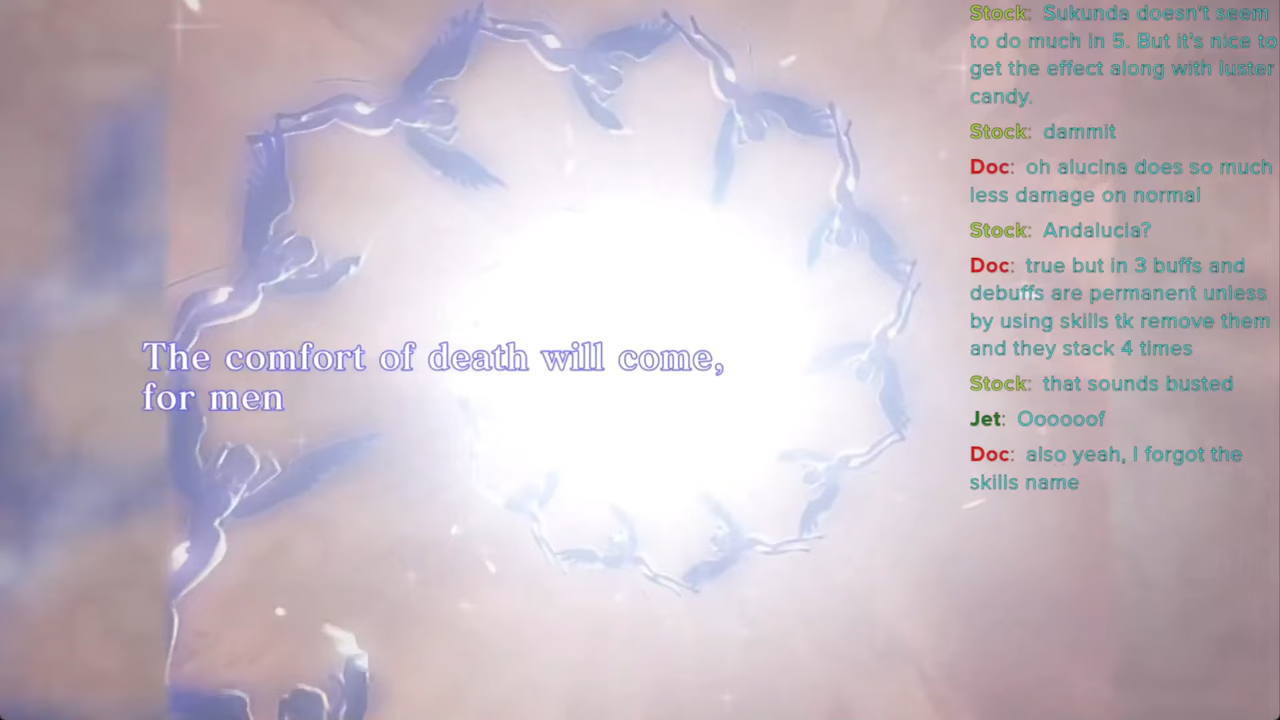 The comfort of death will come,
for men
Stock: Sukunda doesn't seem
to do much in 5. But it's nice to
get the effect along with luster
candy.
Stock: dammit
Doc: oh alucina does so much
less damage on normal
Stock: Andalucia?
Doc: true but in 3 buffs and
debuffs are permanent unless
by using skills tk remove them
and they stack 4 times
Stock: that sounds busted
Jet: Oooooof
Doc: also yeah, I forgot the
skills name